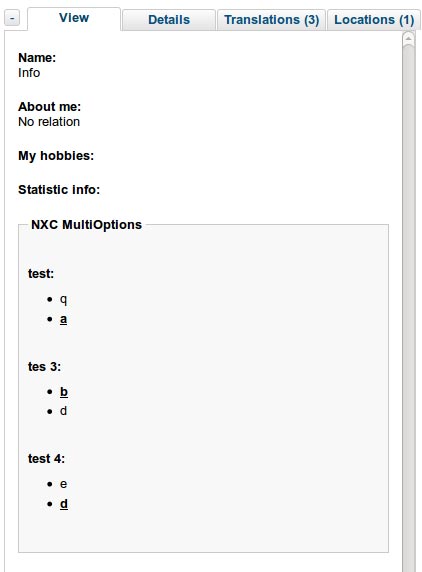 - View Details Translations (3) Locations (1)
Name:
Info
About me:
No relation
My hobbies:
Statistic info:
NXC MultiOptions
test:
• q
• a
tes 3:
• b
• d
test 4:
• e
• d